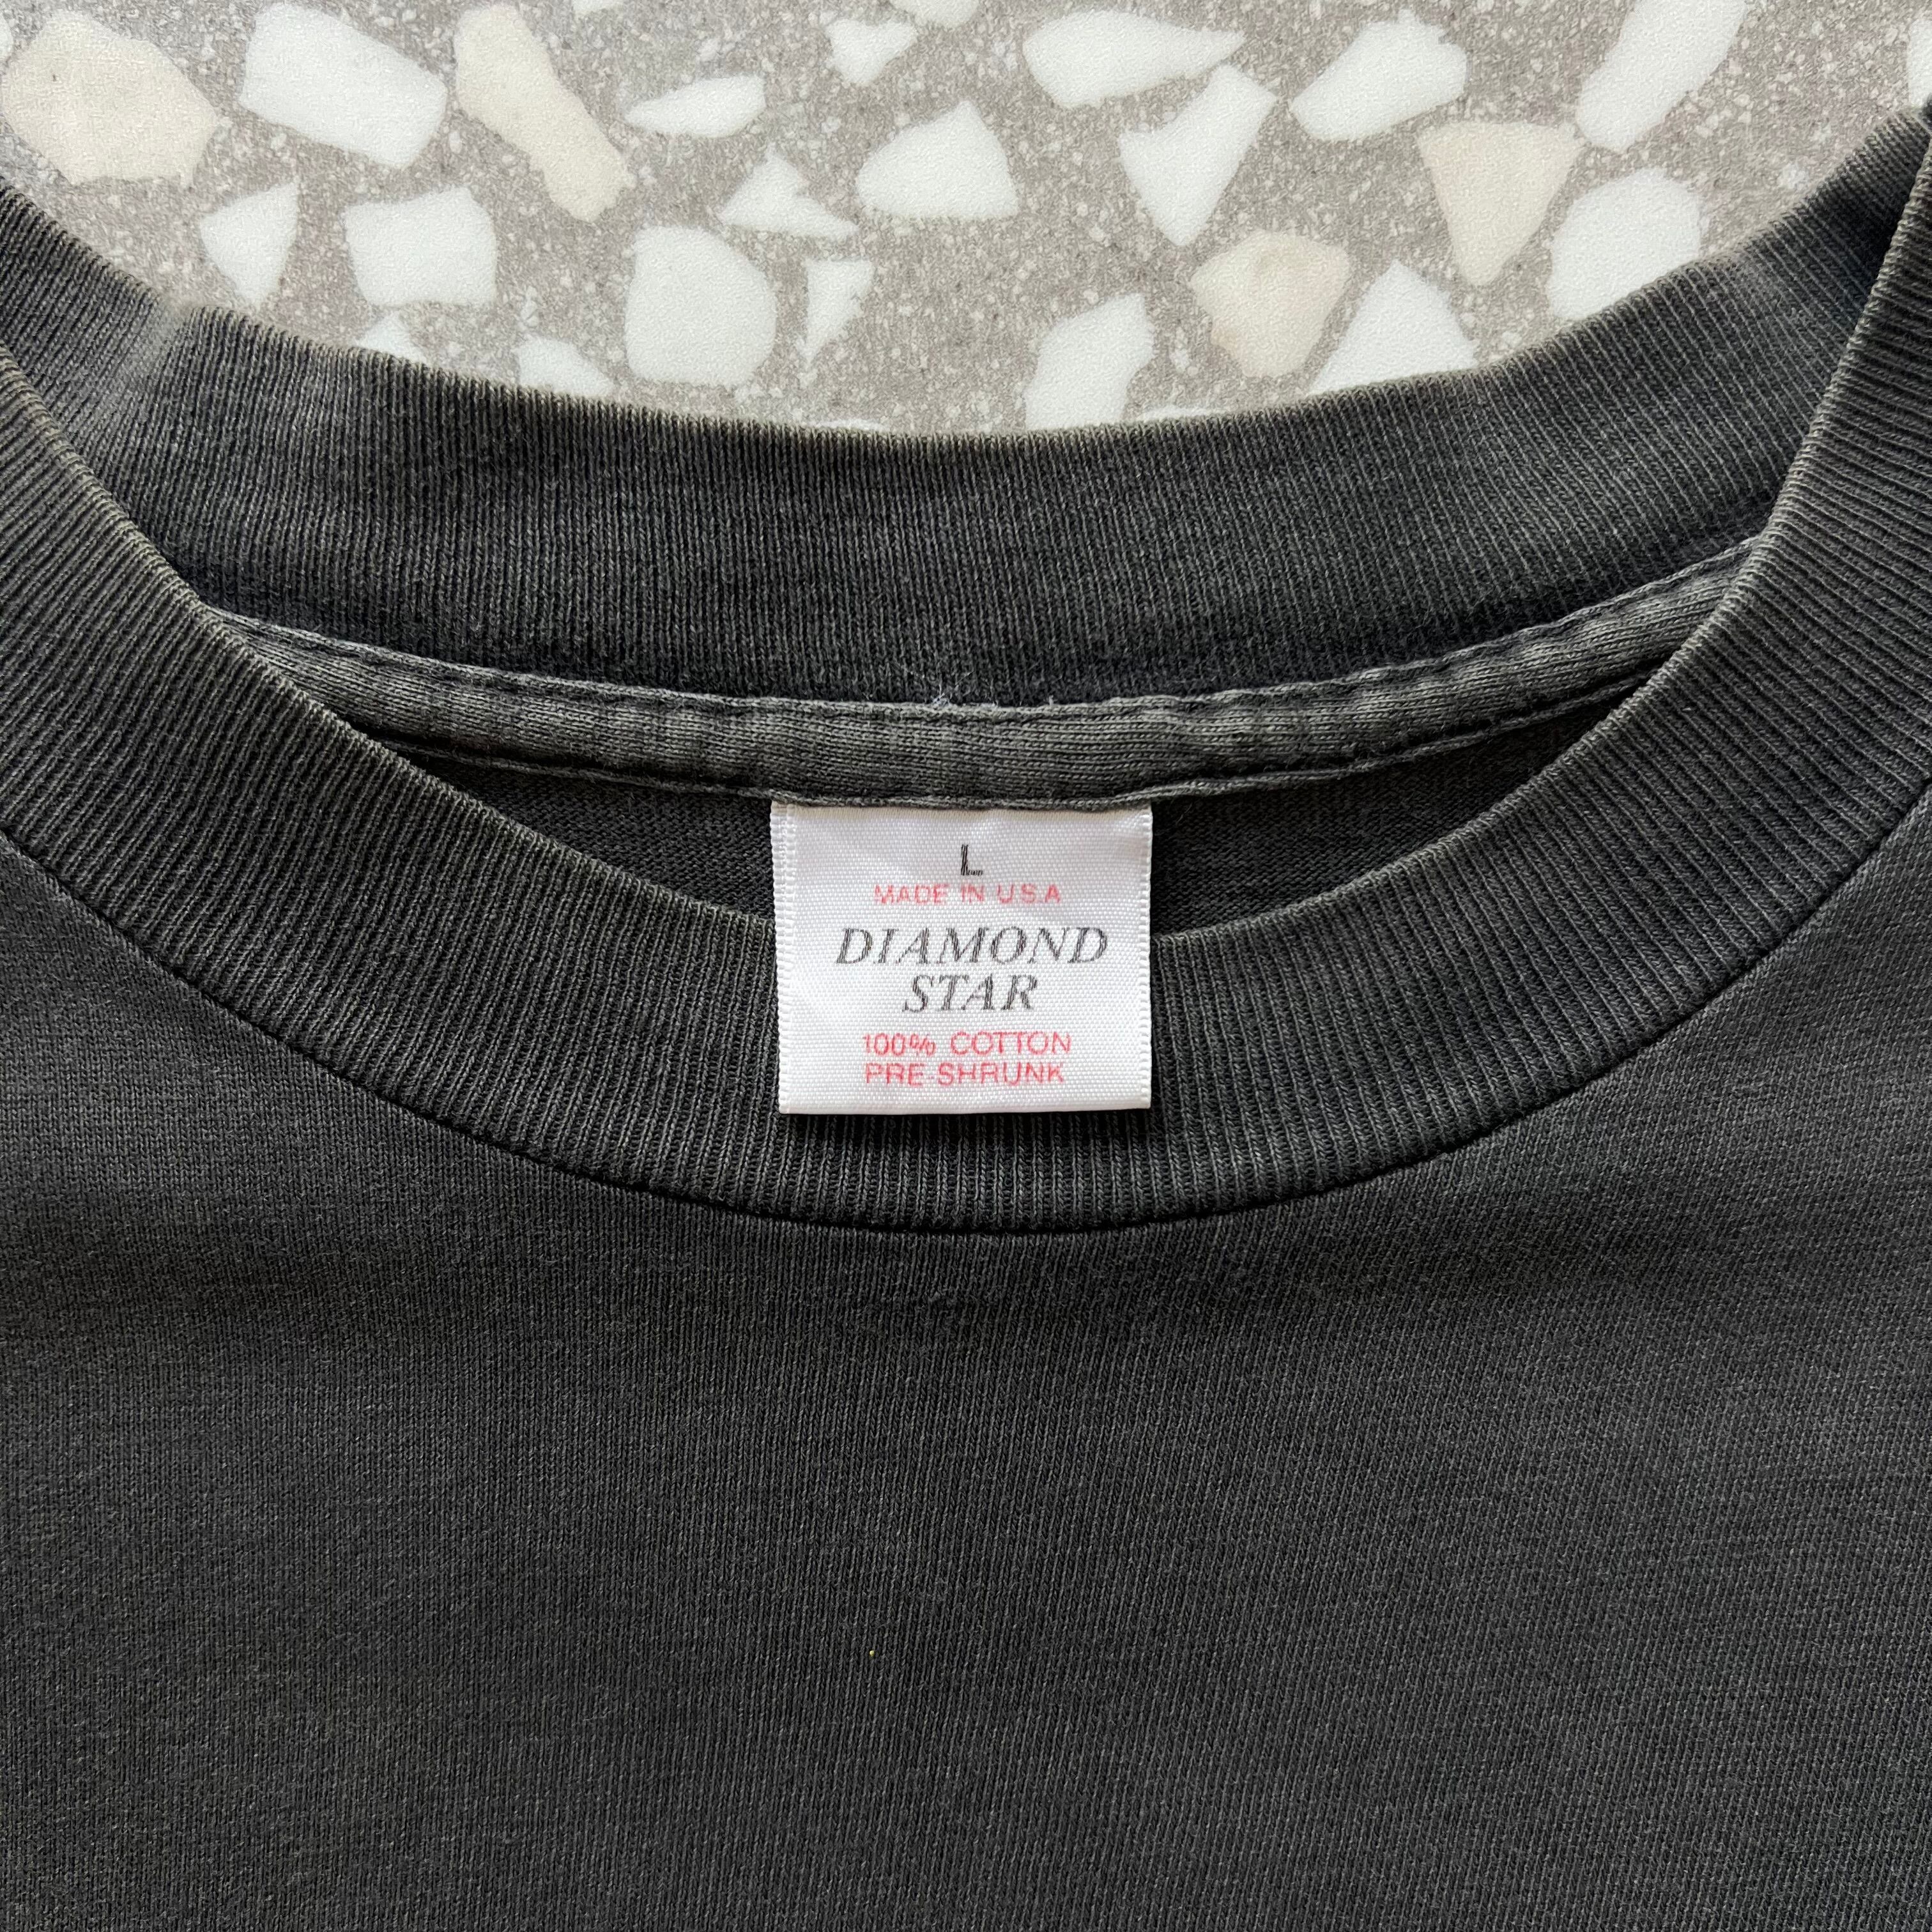 L
MADE IN U.S.A
DIAMOND
STAR
100% COTTON
PRE-SHRUNK